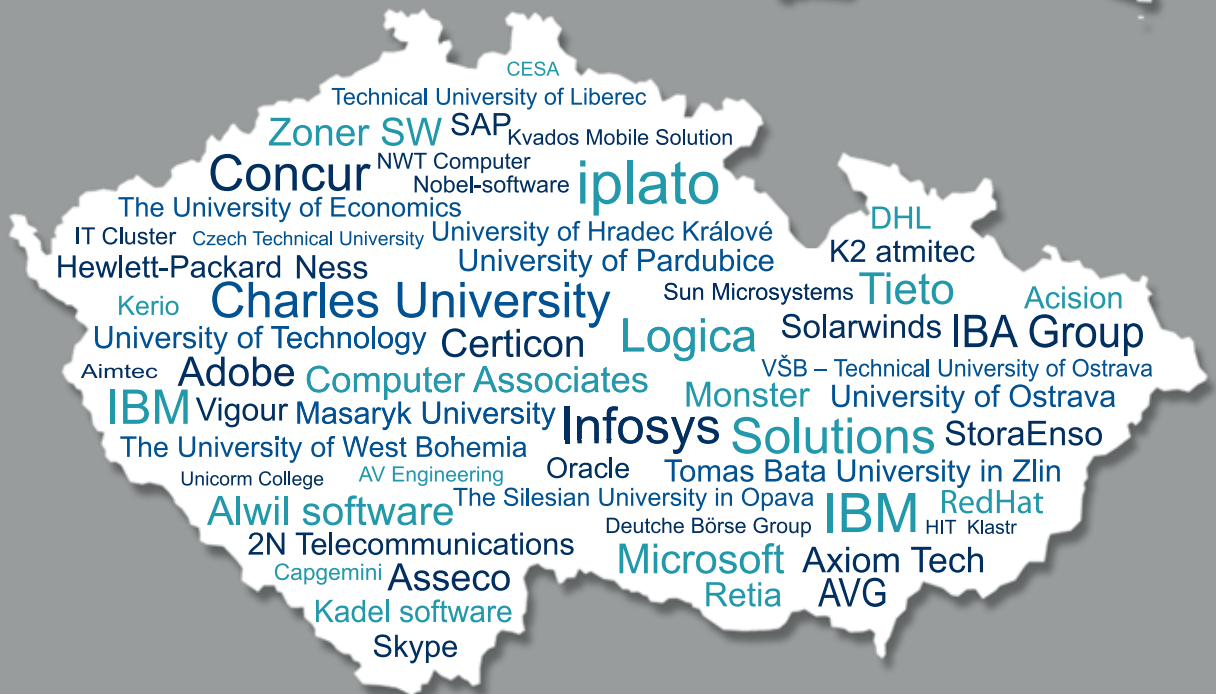 CESA
Technical University of Liberec
Zoner SW SAP Kvados Mobile Solution
Concur NWT Computer
Nobel-software iplato
The University of Economics
DHL
IT Cluster Czech Technical University University of Hradec Králové
K2 atmitec
Hewlett-Packard Ness University of Pardubice
Kerio Charles University Sun Microsystems Tieto Acision
University of Technology Certicon Logica Solarwinds IBA Group
Aimtec Adobe Computer Associates VŠB – Technical University of Ostrava
IBM Vigour Masaryk University Monster University of Ostrava
Infosys Solutions StoraEnso
The University of West Bohemia
Unicorm College AV Engineering Oracle Tomas Bata University in Zlin
Alwil software The Silesian University in Opava IBM RedHat
Deutche Börse Group HIT Klastr
2N Telecommunications Microsoft Axiom Tech
Capgemini Asseco Retia AVG
Kadel software
Skype